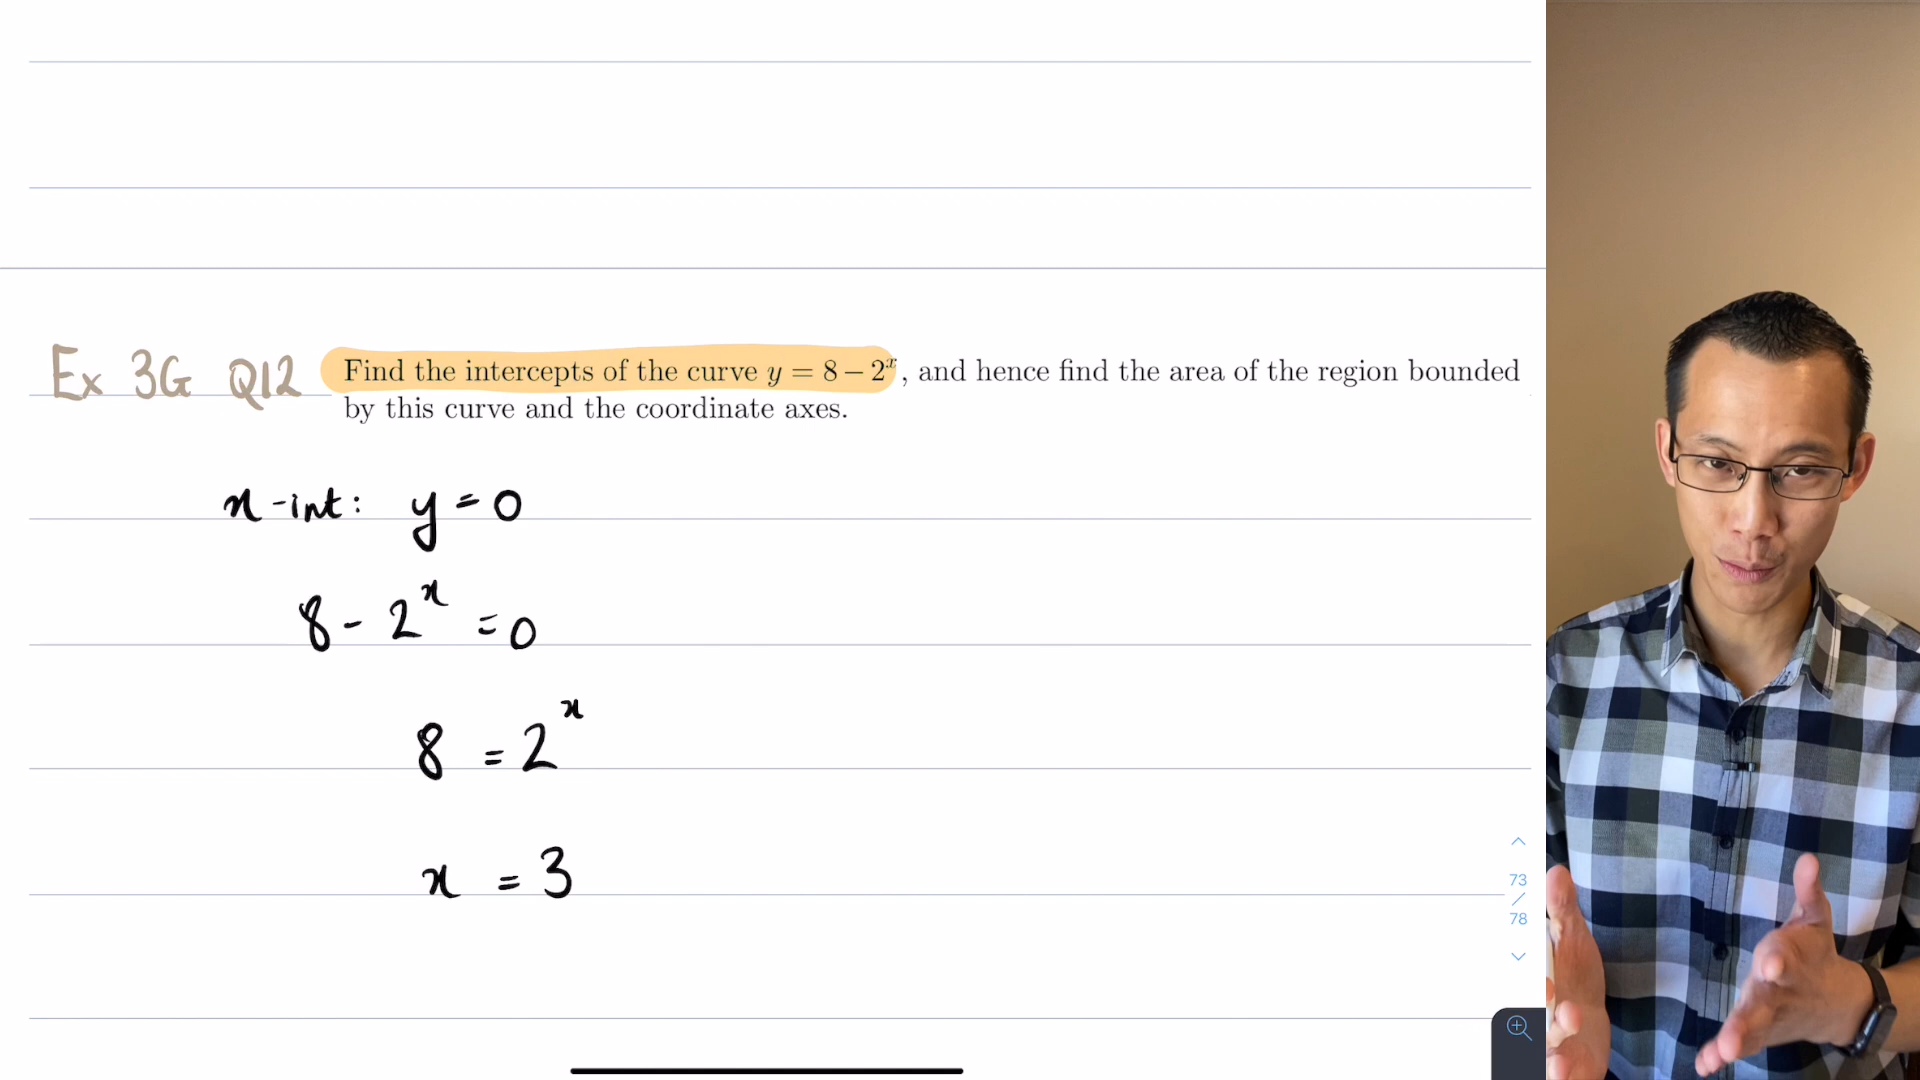 Ex 3G Q12 Find the intercepts of the curve y = 8 − 2^x, and hence find the area of the region bounded
by this curve and the coordinate axes.
x-int: y = 0
8 - 2^x = 0
8 = 2^x
x = 3
73
/
78